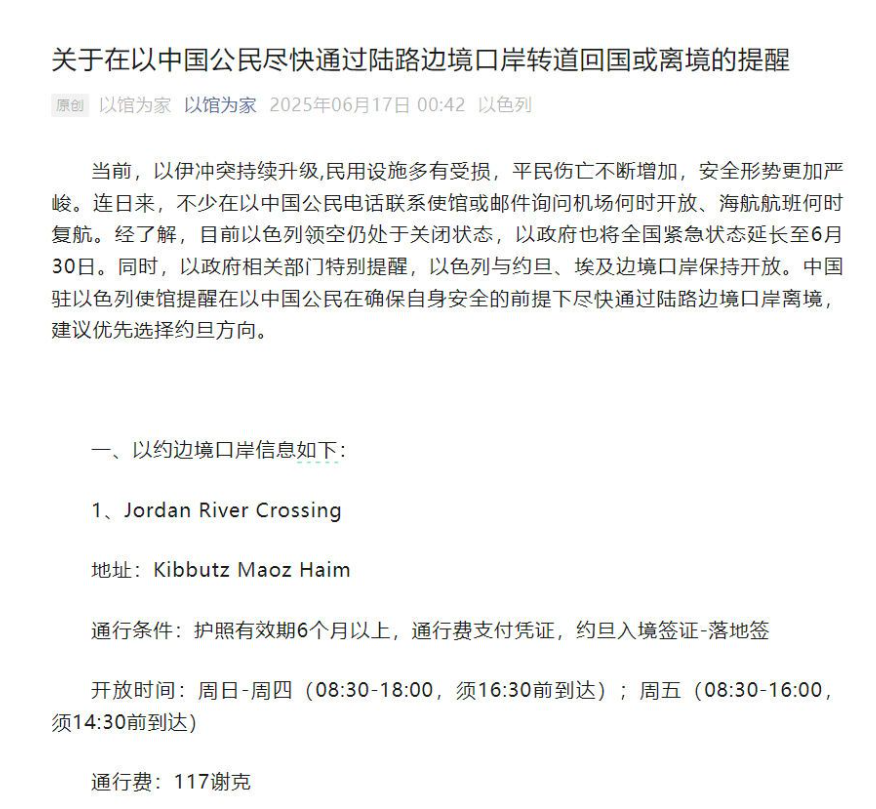 关于在以中国公民尽快通过陆路边境口岸转道回国或离境的提醒
原创 以馆为家 以馆为家 2025年06月17日 00:42 以色列
当前，以伊冲突持续升级,民用设施多有受损，平民伤亡不断增加，安全形势更加严
峻。连日来，不少在以中国公民电话联系使馆或邮件询问机场何时开放、海航航班何时
复航。经了解，目前以色列领空仍处于关闭状态，以政府也将全国紧急状态延长至6月
30日。同时，以政府相关部门特别提醒，以色列与约旦、埃及边境口岸保持开放。中国
驻以色列使馆提醒在以中国公民在确保自身安全的前提下尽快通过陆路边境口岸离境，
建议优先选择约旦方向。
一、以约边境口岸信息如下：
1、Jordan River Crossing
地址：Kibbutz Maoz Haim
通行条件：护照有效期6个月以上，通行费支付凭证，约旦入境签证-落地签
开放时间：周日-周四（08:30-18:00，须16:30前到达）；周五（08:30-16:00，
须14:30前到达）
通行费：117谢克